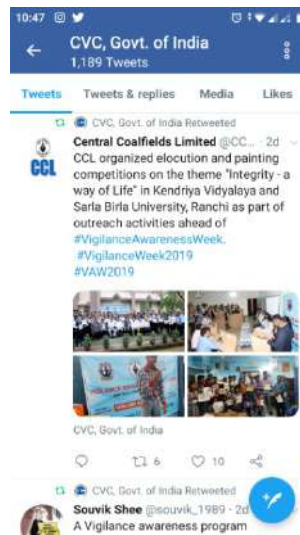 10:47
CVC, Govt. of India
1,189 Tweets
Tweets Tweets & replies Media Likes
CVC, Govt. of India Retweeted
Central Coalfields Limited @CC... · 2d
CCL
CCL organized elocution and painting
competitions on the theme "Integrity - a
way of Life" in Kendriya Vidyalaya and
Sarla Birla University, Ranchi as part of
outreach activities ahead of
#VigilanceAwarenessWeek.
#VigilanceWeek2019
#VAW2019
CVC, Govt. of India
6 10
CVC, Govt. of India Retweeted
Souvik Shee @souvik_1989 · 2d
A Vigilance awareness program